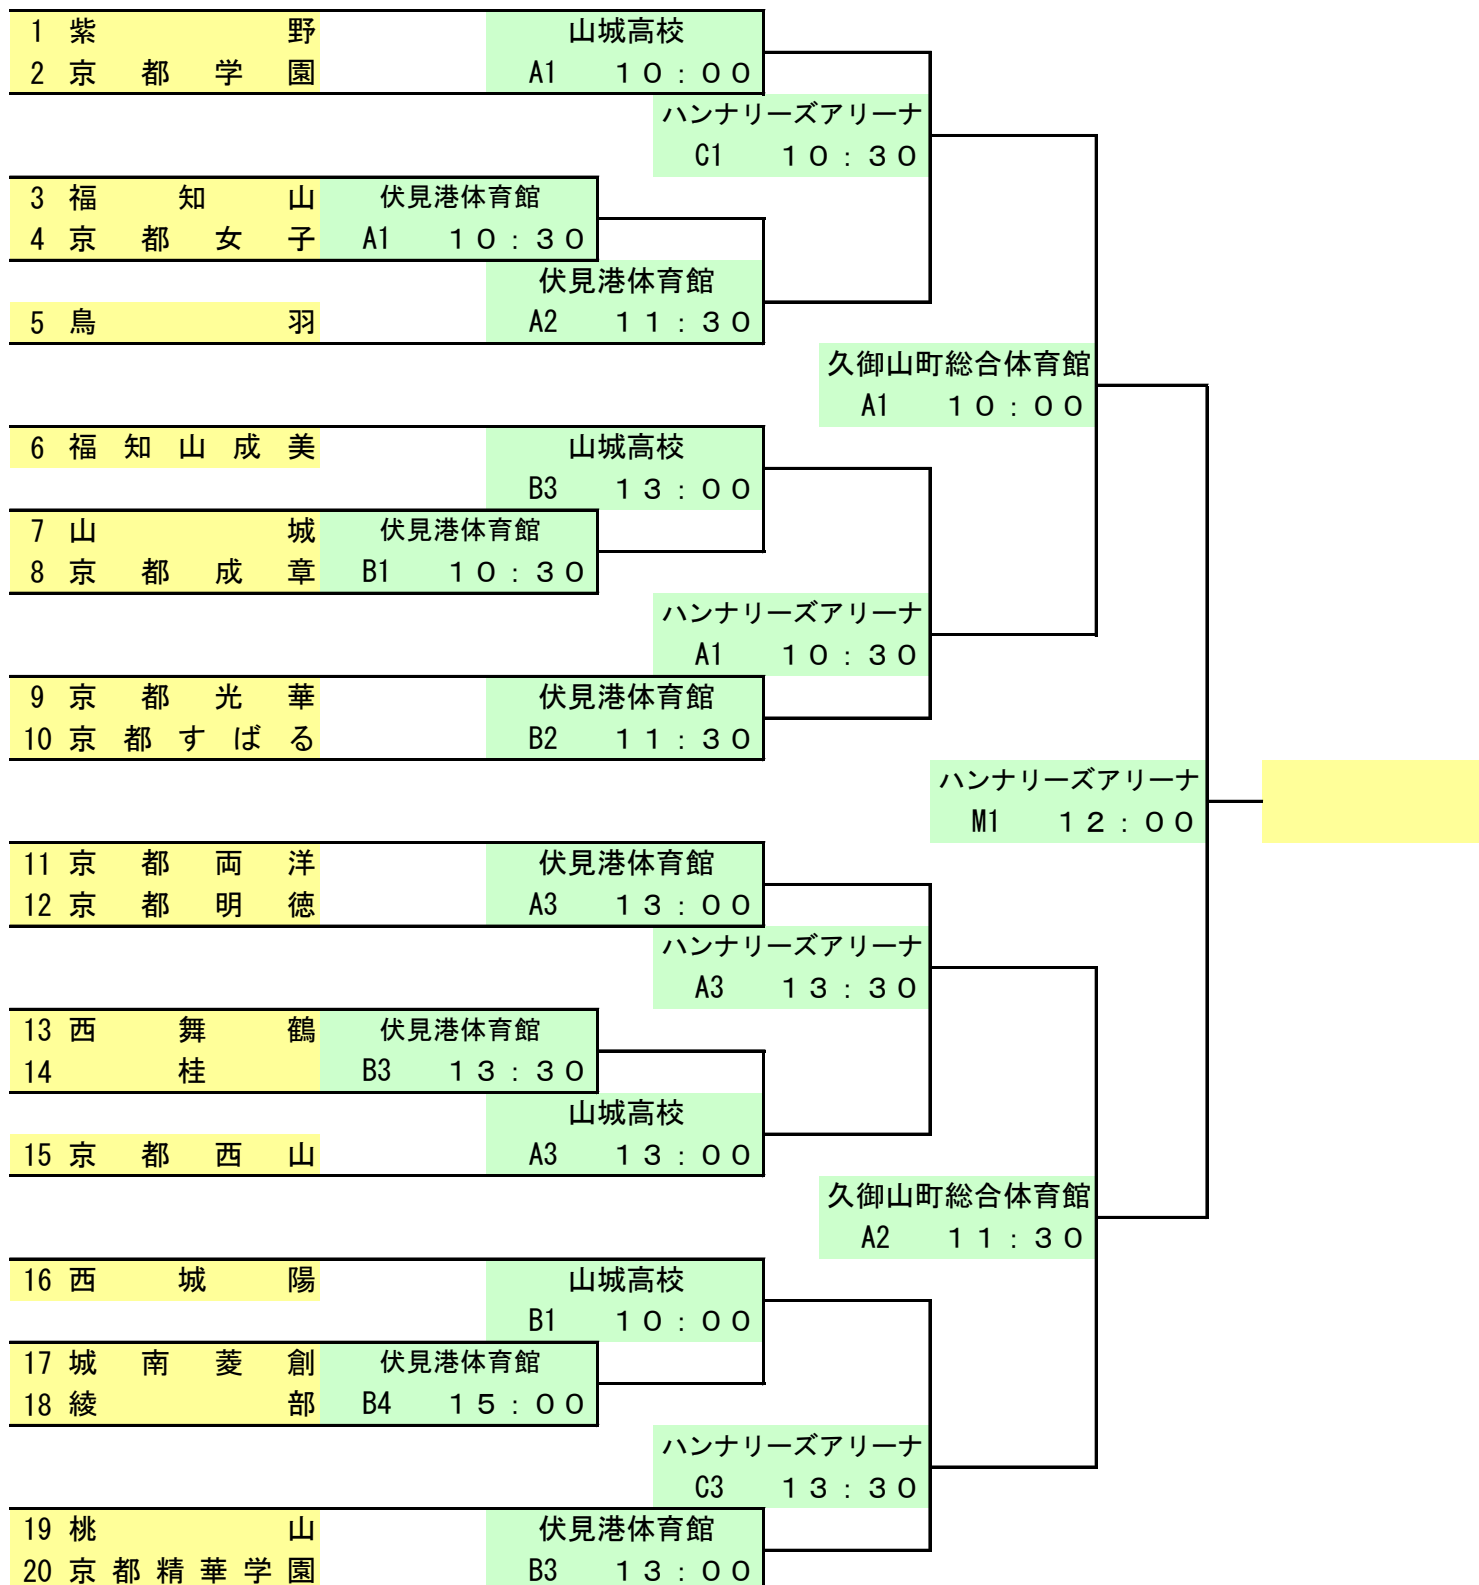 1 紫野 山城高校
2 京都学園 A1 10:00
ハンナリーズアリーナ
C1 10:30
3 福知山 伏見港体育館
4 京都女子 A1 10:30
伏見港体育館
5 鳥羽 A2 11:30
久御山町総合体育館
A1 10:00
6 福知山成美 山城高校
B3 13:00
7 山城 伏見港体育館
8 京都成章 B1 10:30
ハンナリーズアリーナ
A1 10:30
9 京都光華 伏見港体育館
10 京都すばる B2 11:30
ハンナリーズアリーナ
M1 12:00
11 京都両洋 伏見港体育館
12 京都明徳 A3 13:00
ハンナリーズアリーナ
A3 13:30
13 西舞鶴 伏見港体育館
14 桂 B3 13:30
山城高校
15 京都西山 A3 13:00
久御山町総合体育館
A2 11:30
16 西城陽 山城高校
B1 10:00
17 城南菱創 伏見港体育館
18 綾部 B4 15:00
ハンナリーズアリーナ
C3 13:30
19 桃山 伏見港体育館
20 京都精華学園 B3 13:00